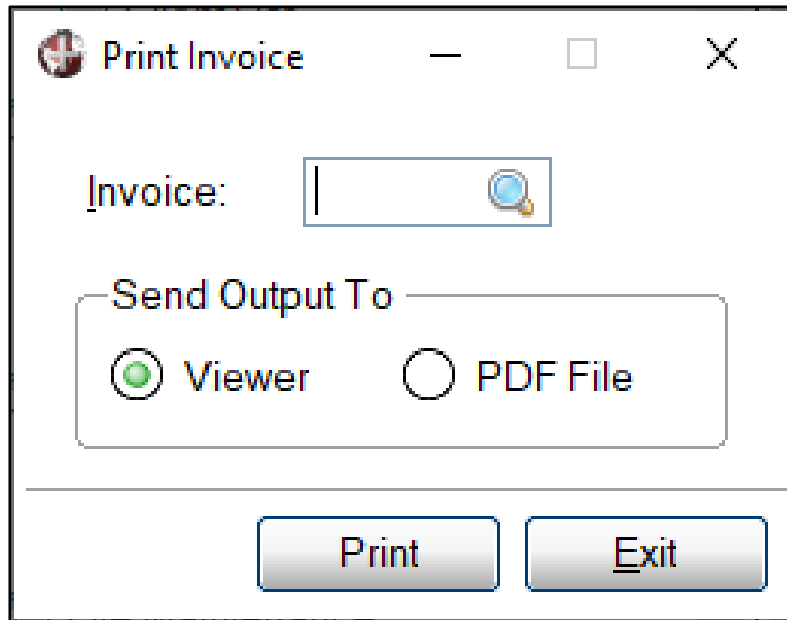 Print Invoice
Invoice:
Send Output To
Viewer PDF File
Print Exit